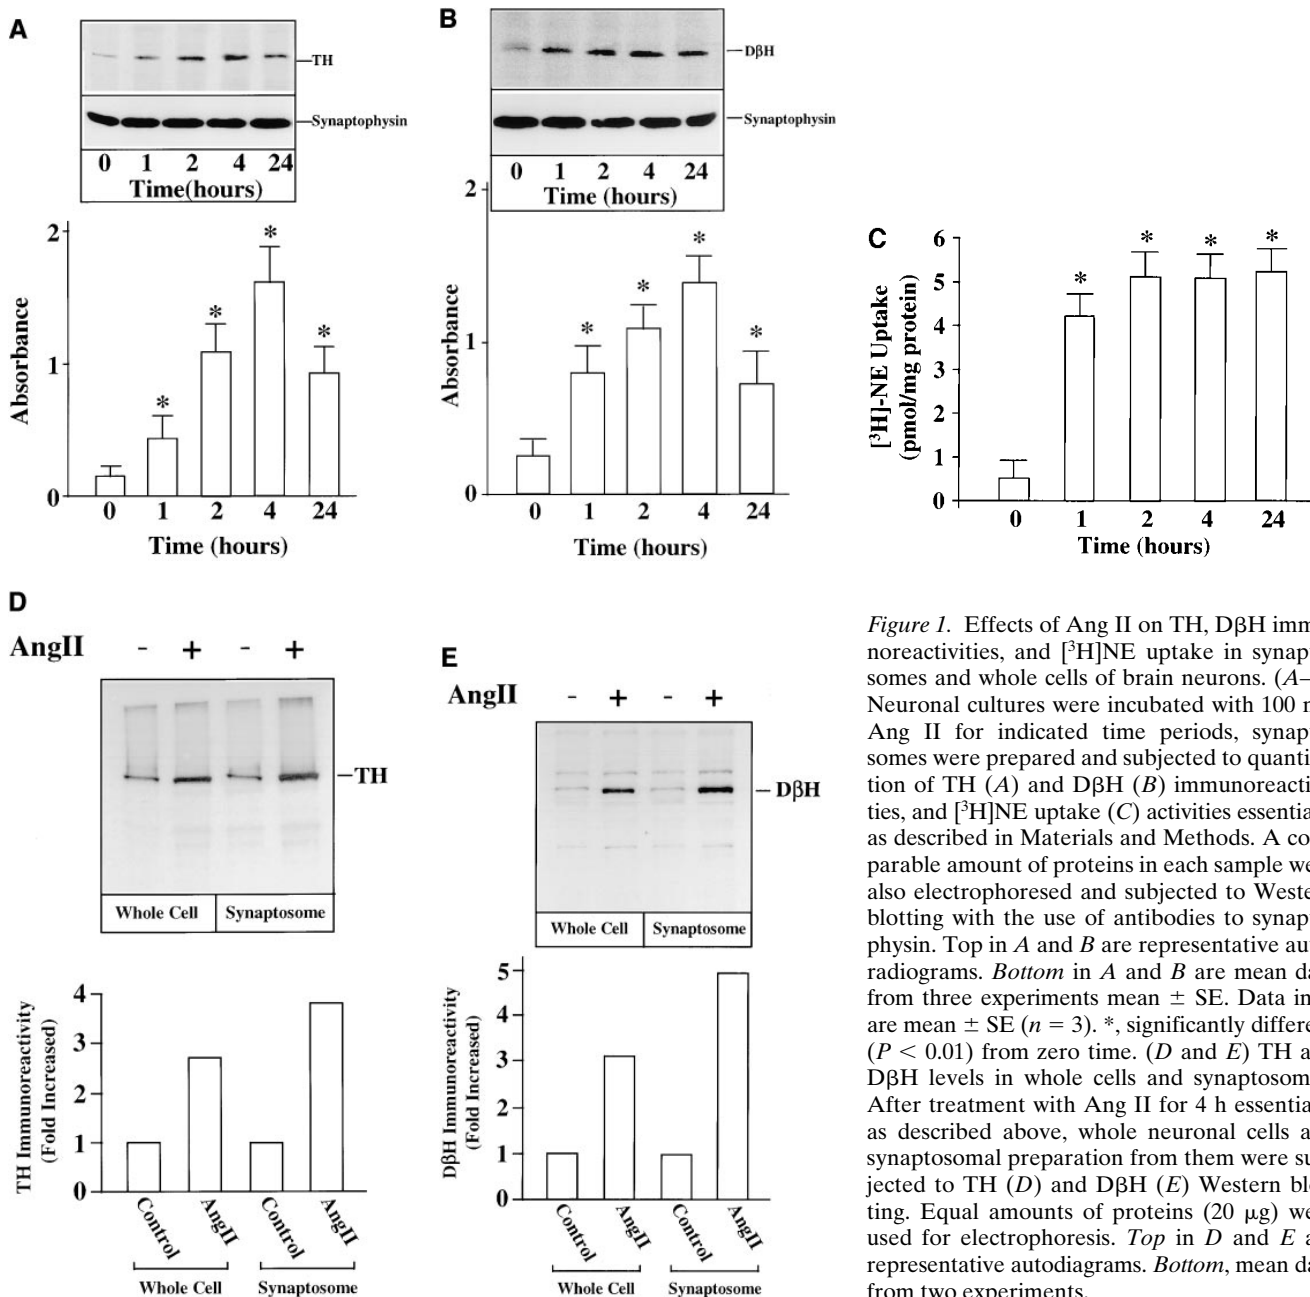 A
TH
Synaptophysin
0 1 2 4 24
Time(hours)
2
1
0
Absorbance
* * * *
0 1 2 4 24
Time (hours)
B
DβH
Synaptophysin
0 1 2 4 24
Time (hours)
2
1
0
Absorbance
* * * *
0 1 2 4 24
Time (hours)
C
6
5
4
3
2
1
0
[³H]-NE Uptake
(pmol/mg protein)
* * * *
0 1 2 4 24
Time (hours)
D
AngII - + - +
TH
Whole Cell Synaptosome
4
3
2
1
0
TH Immunoreactivity
(Fold Increased)
Control AngII Control AngII
Whole Cell Synaptosome
E
AngII - + - +
DβH
Whole Cell Synaptosome
5
4
3
2
1
0
DβH Immunoreactivity
(Fold Increased)
Control AngII Control AngII
Whole Cell Synaptosome
Figure 1. Effects of Ang II on TH, DβH imm
noreactivities, and [³H]NE uptake in synap
somes and whole cells of brain neurons. (A–
Neuronal cultures were incubated with 100 n
Ang II for indicated time periods, synap
somes were prepared and subjected to quanti
tion of TH (A) and DβH (B) immunoreacti
ties, and [³H]NE uptake (C) activities essentia
as described in Materials and Methods. A co
parable amount of proteins in each sample we
also electrophoresed and subjected to Weste
blotting with the use of antibodies to synap
physin. Top in A and B are representative au
radiograms. Bottom in A and B are mean da
from three experiments mean ± SE. Data in
are mean ± SE (n = 3). *, significantly differe
(P < 0.01) from zero time. (D and E) TH a
DβH levels in whole cells and synaptosom
After treatment with Ang II for 4 h essentia
as described above, whole neuronal cells a
synaptosomal preparation from them were su
jected to TH (D) and DβH (E) Western blo
ting. Equal amounts of proteins (20 μg) we
used for electrophoresis. Top in D and E a
representative autodiagrams. Bottom, mean da
from two experiments.